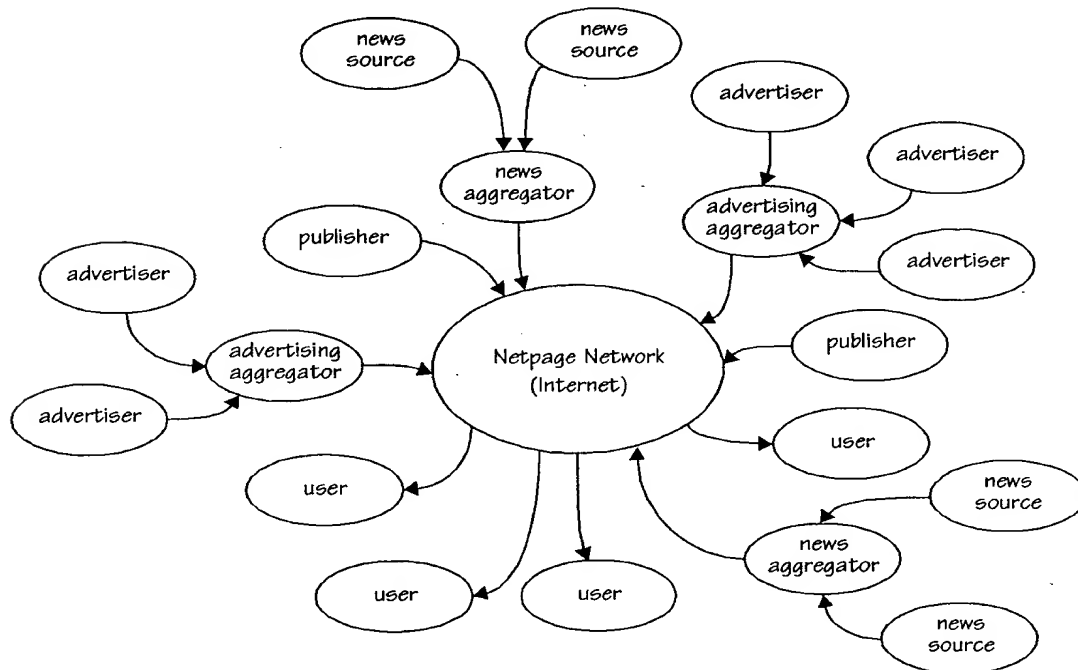 news
source
news
source
advertiser
advertiser
news
aggregator
advertising
aggregator
publisher
advertiser
advertiser
publisher
advertising
aggregator
Netpage Network
(Internet)
advertiser
user
user
news
source
news
aggregator
user
user
news
source